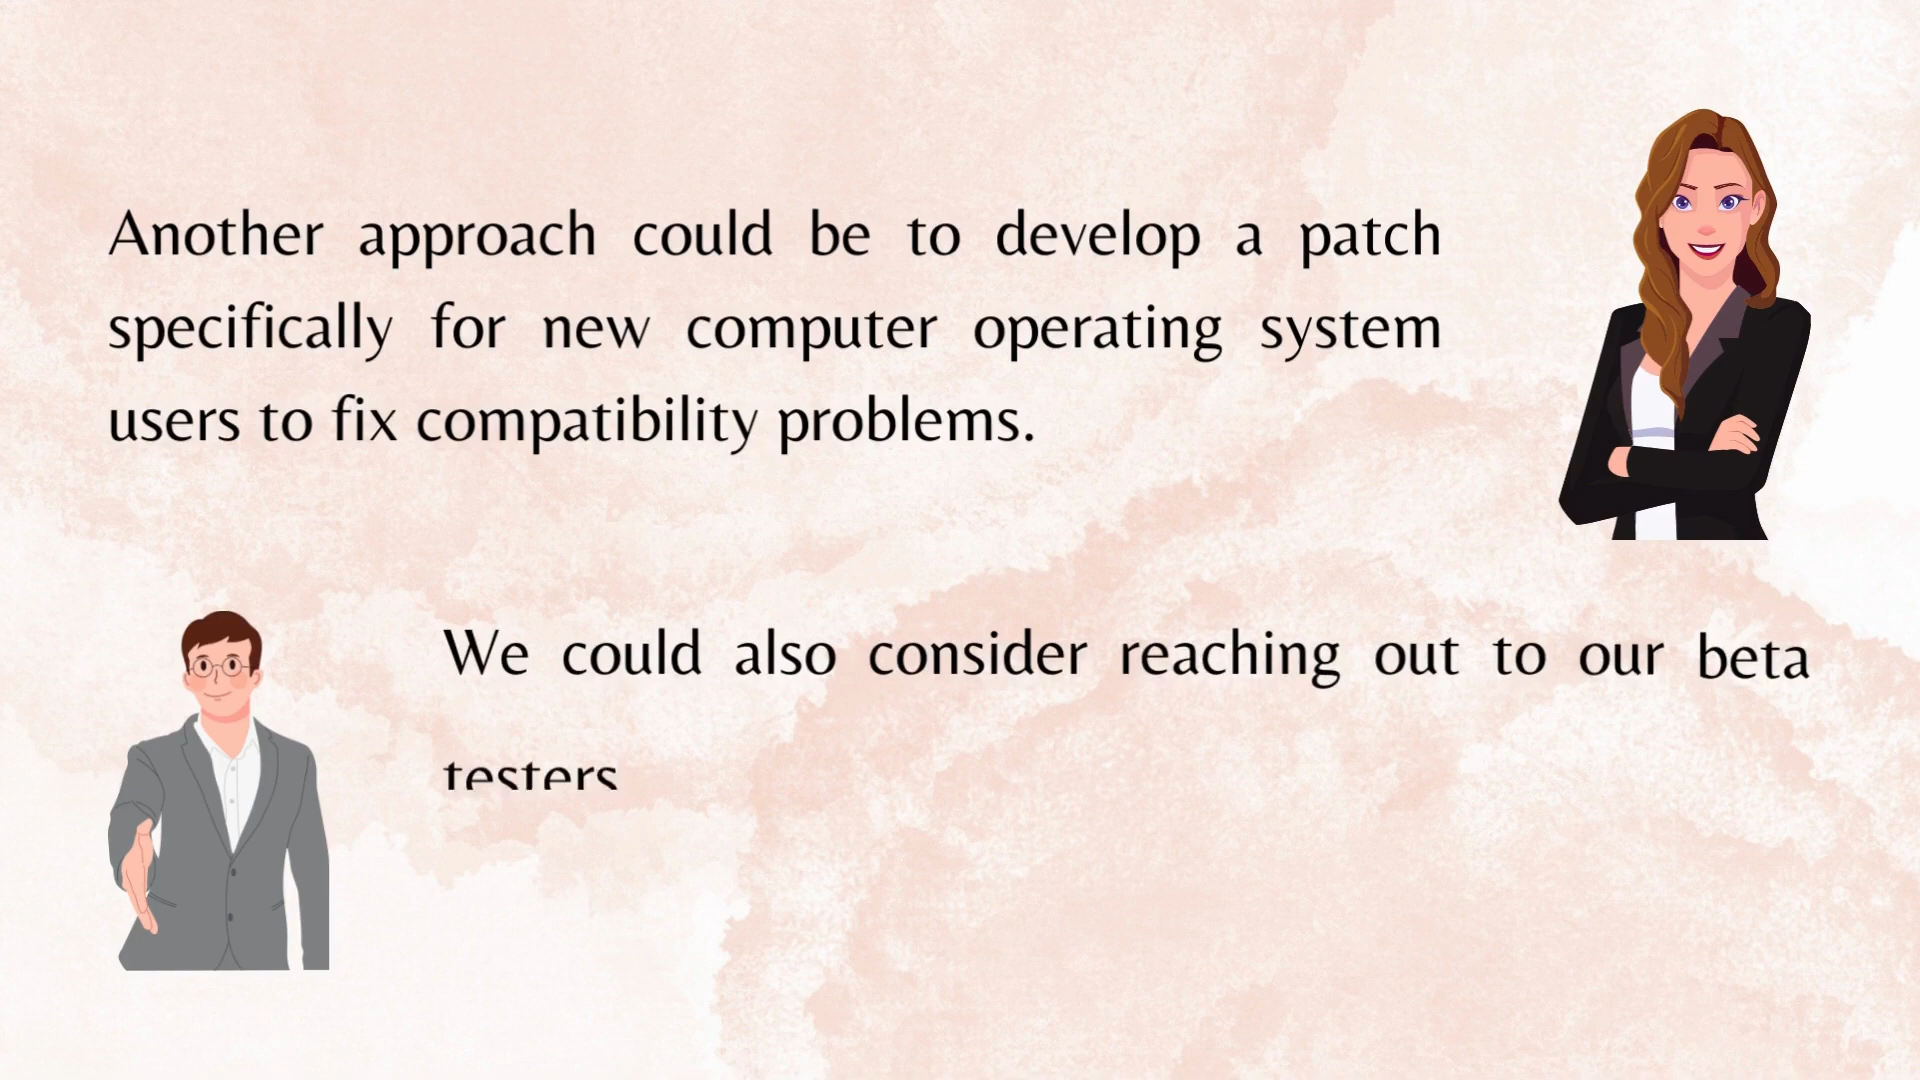 Another approach could be to develop a patch
specifically for new computer operating system
users to fix compatibility problems.
We could also consider reaching out to our beta
testers